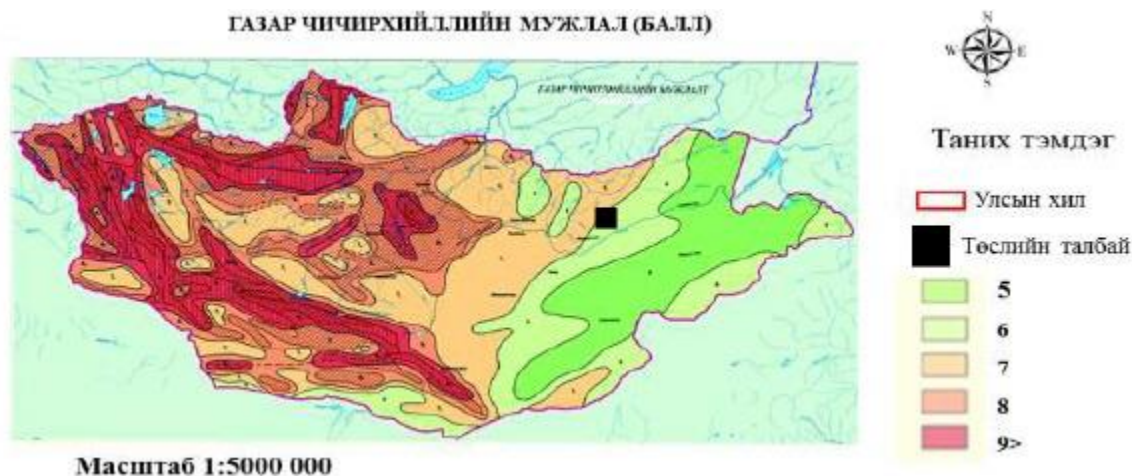 ГАЗАР ЧИЧИРХИЙЛЛИЙН МУЖЛАЛ (БАЛЛ)
N
W
E
S
Таних тэмдэг
Улсын хил
Төслийн талбай
5
6
7
8
9>
Масштаб 1:5000 000